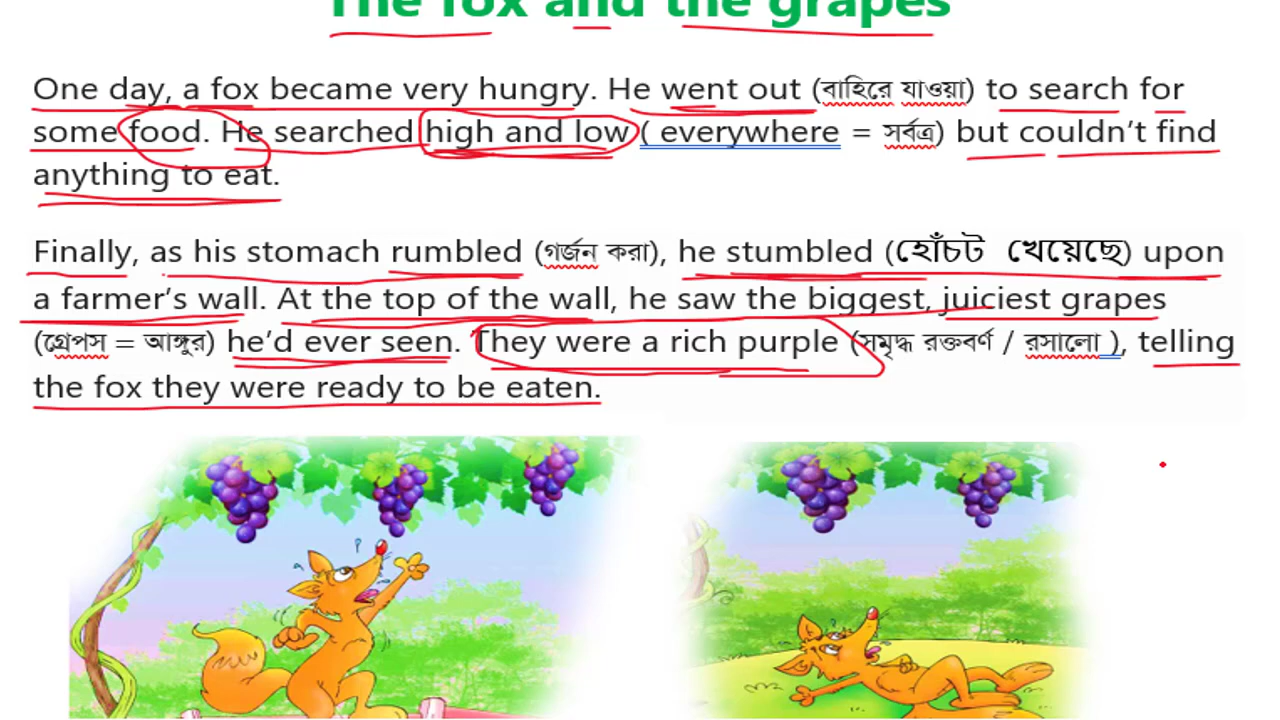 The fox and the grapes
One day, a fox became very hungry. He went out (বাহিরে যাওয়া) to search for
some food. He searched high and low ( everywhere = সর্বত্র) but couldn't find
anything to eat.
Finally, as his stomach rumbled (গর্জন করা), he stumbled (হোঁচট খেয়েছে) upon
a farmer's wall. At the top of the wall, he saw the biggest, juiciest grapes
(গ্রেপস = আঙ্গুর) he'd ever seen. They were a rich purple (সমৃদ্ধ রক্তবর্ণ / রসালো ), telling
the fox they were ready to be eaten.